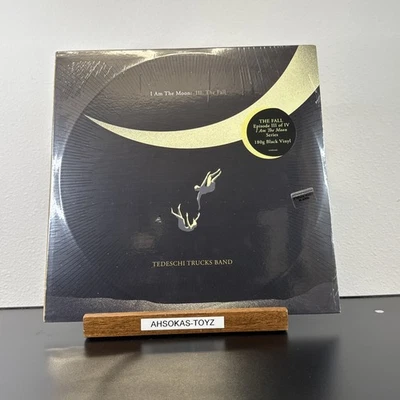 I Am The Moon: III. The Fall
THE FALL
Episode III of IV
I Am The Moon
Series
180g Black Vinyl
TEDESCHI TRUCKS BAND
AHSOKAS-TOYZ